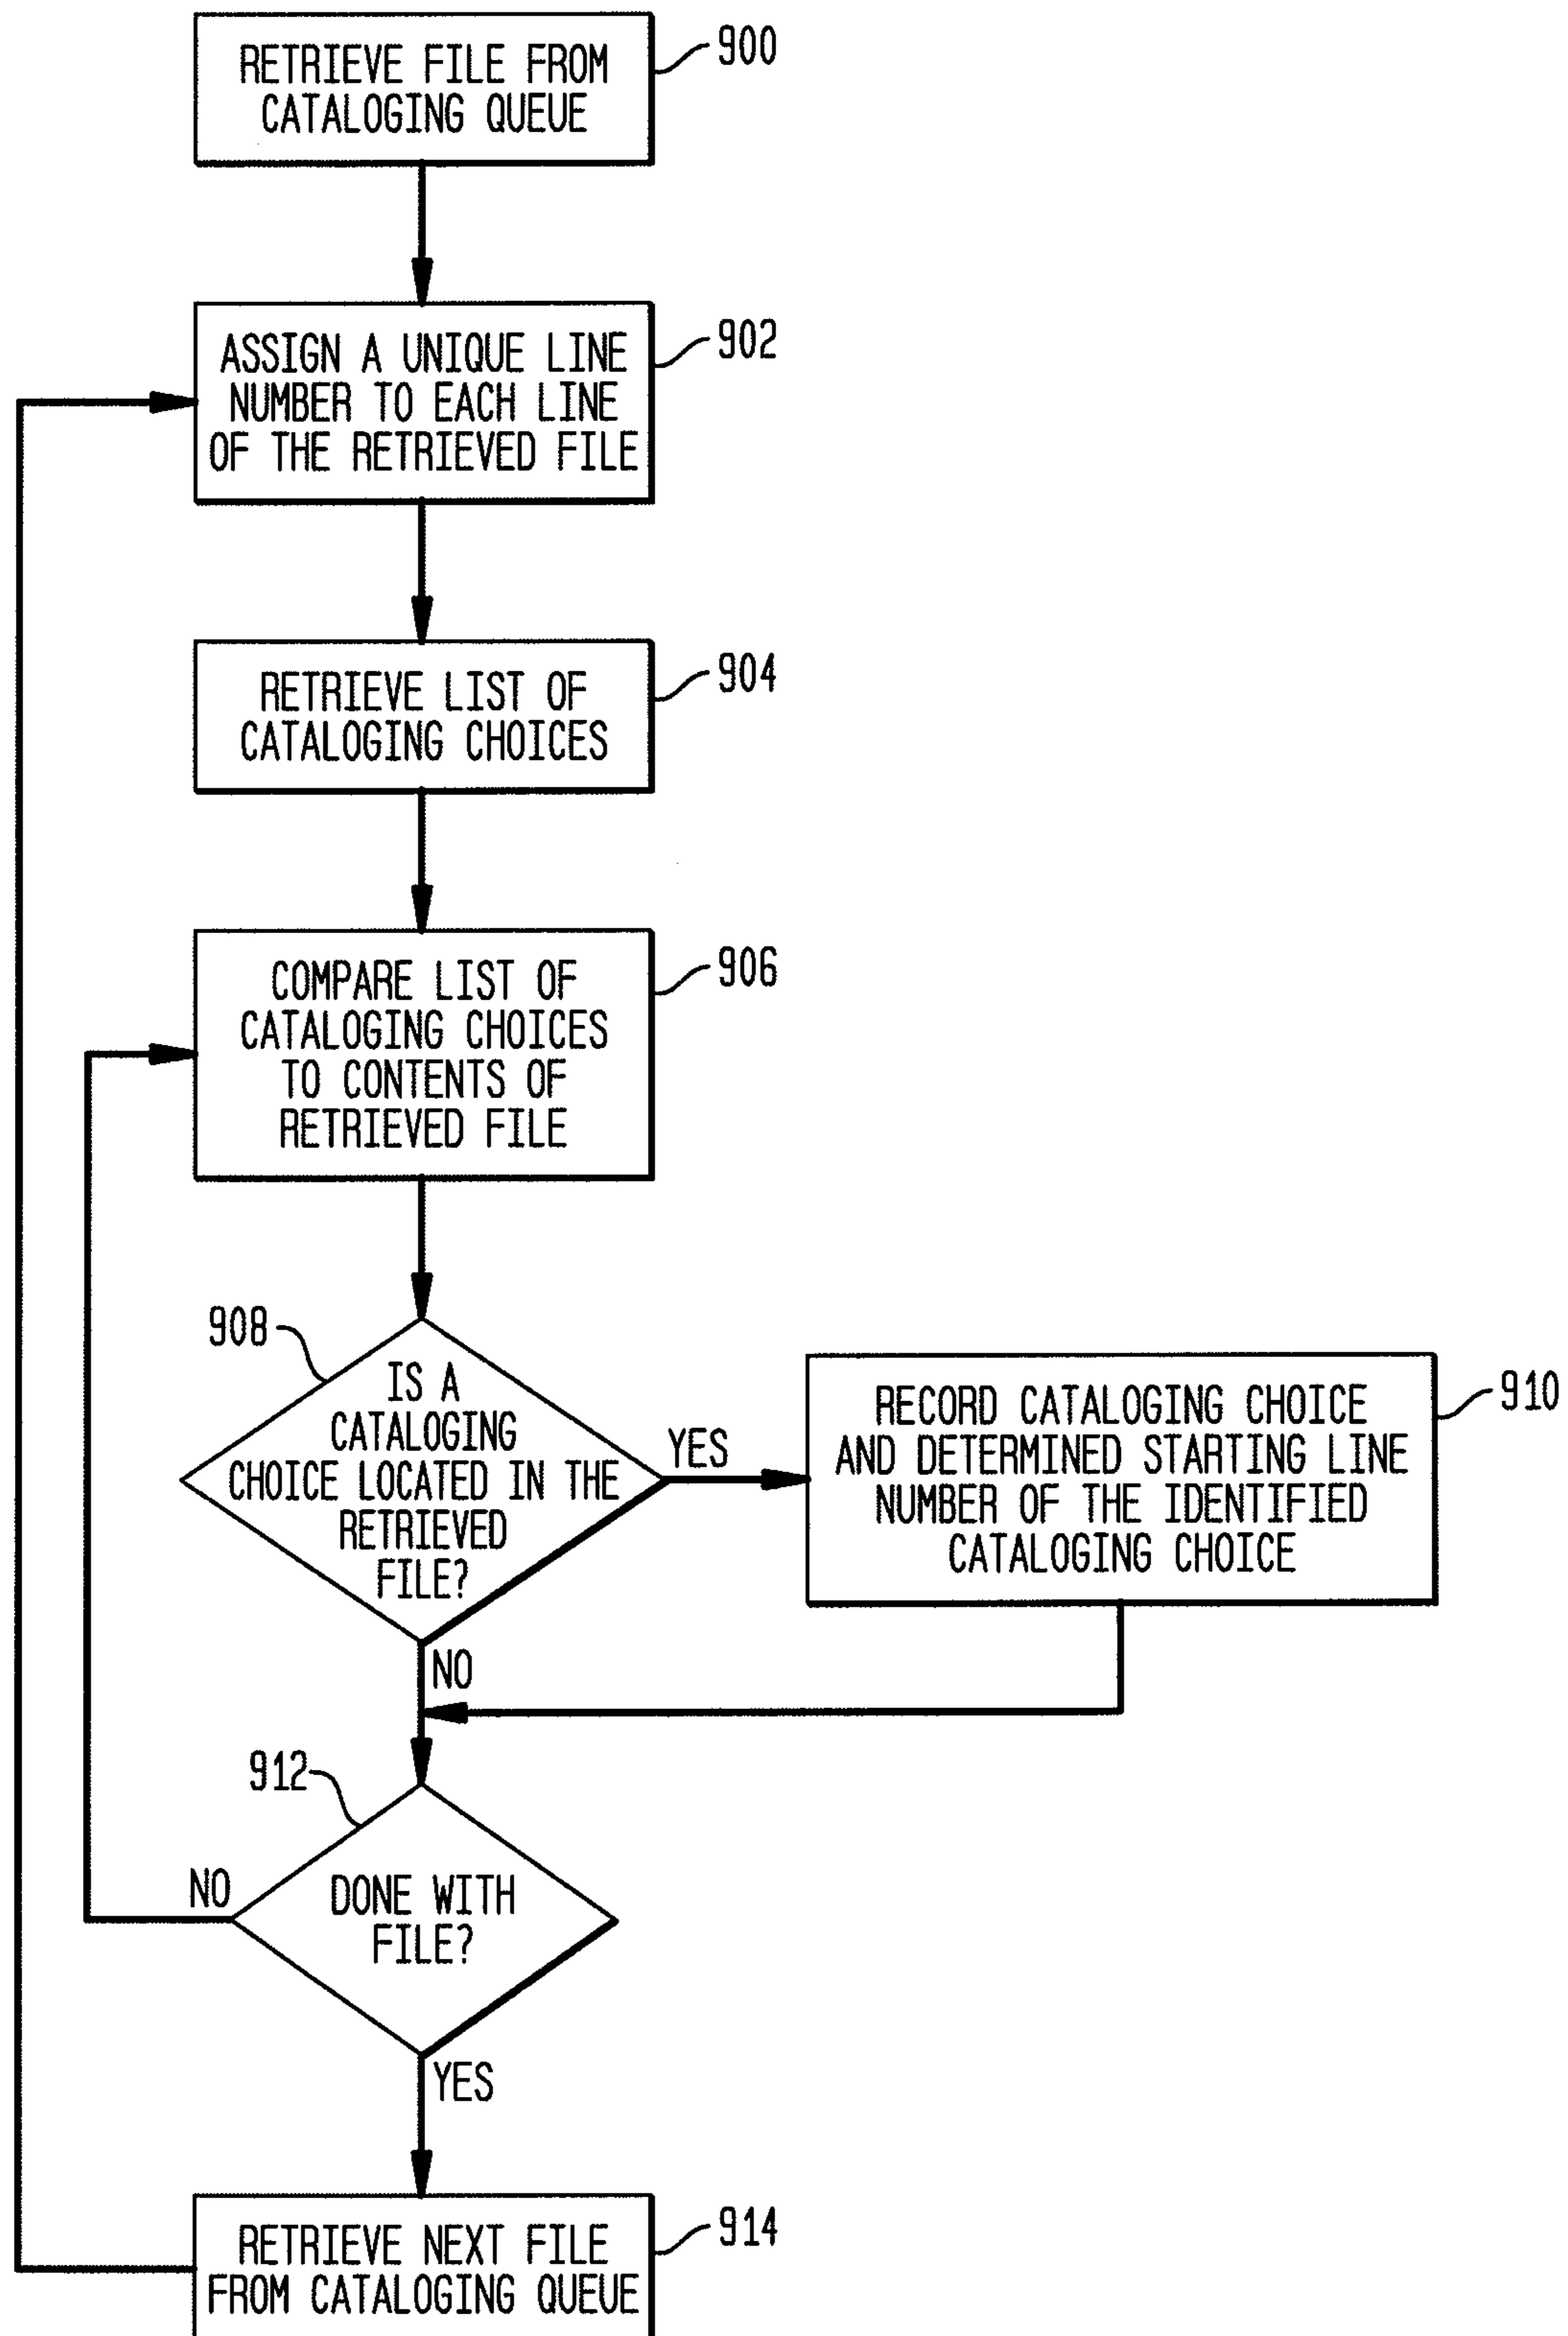 RETRIEVE FILE FROM
CATALOGING QUEUE
900
ASSIGN A UNIQUE LINE
NUMBER TO EACH LINE
OF THE RETRIEVED FILE
902
RETRIEVE LIST OF
CATALOGING CHOICES
904
COMPARE LIST OF
CATALOGING CHOICES
TO CONTENTS OF
RETRIEVED FILE
906
908
IS A
CATALOGING
CHOICE LOCATED IN THE
RETRIEVED
FILE?
YES
RECORD CATALOGING CHOICE
AND DETERMINED STARTING LINE
NUMBER OF THE IDENTIFIED
CATALOGING CHOICE
910
NO
912
DONE WITH
FILE?
NO
YES
RETRIEVE NEXT FILE
FROM CATALOGING QUEUE
914